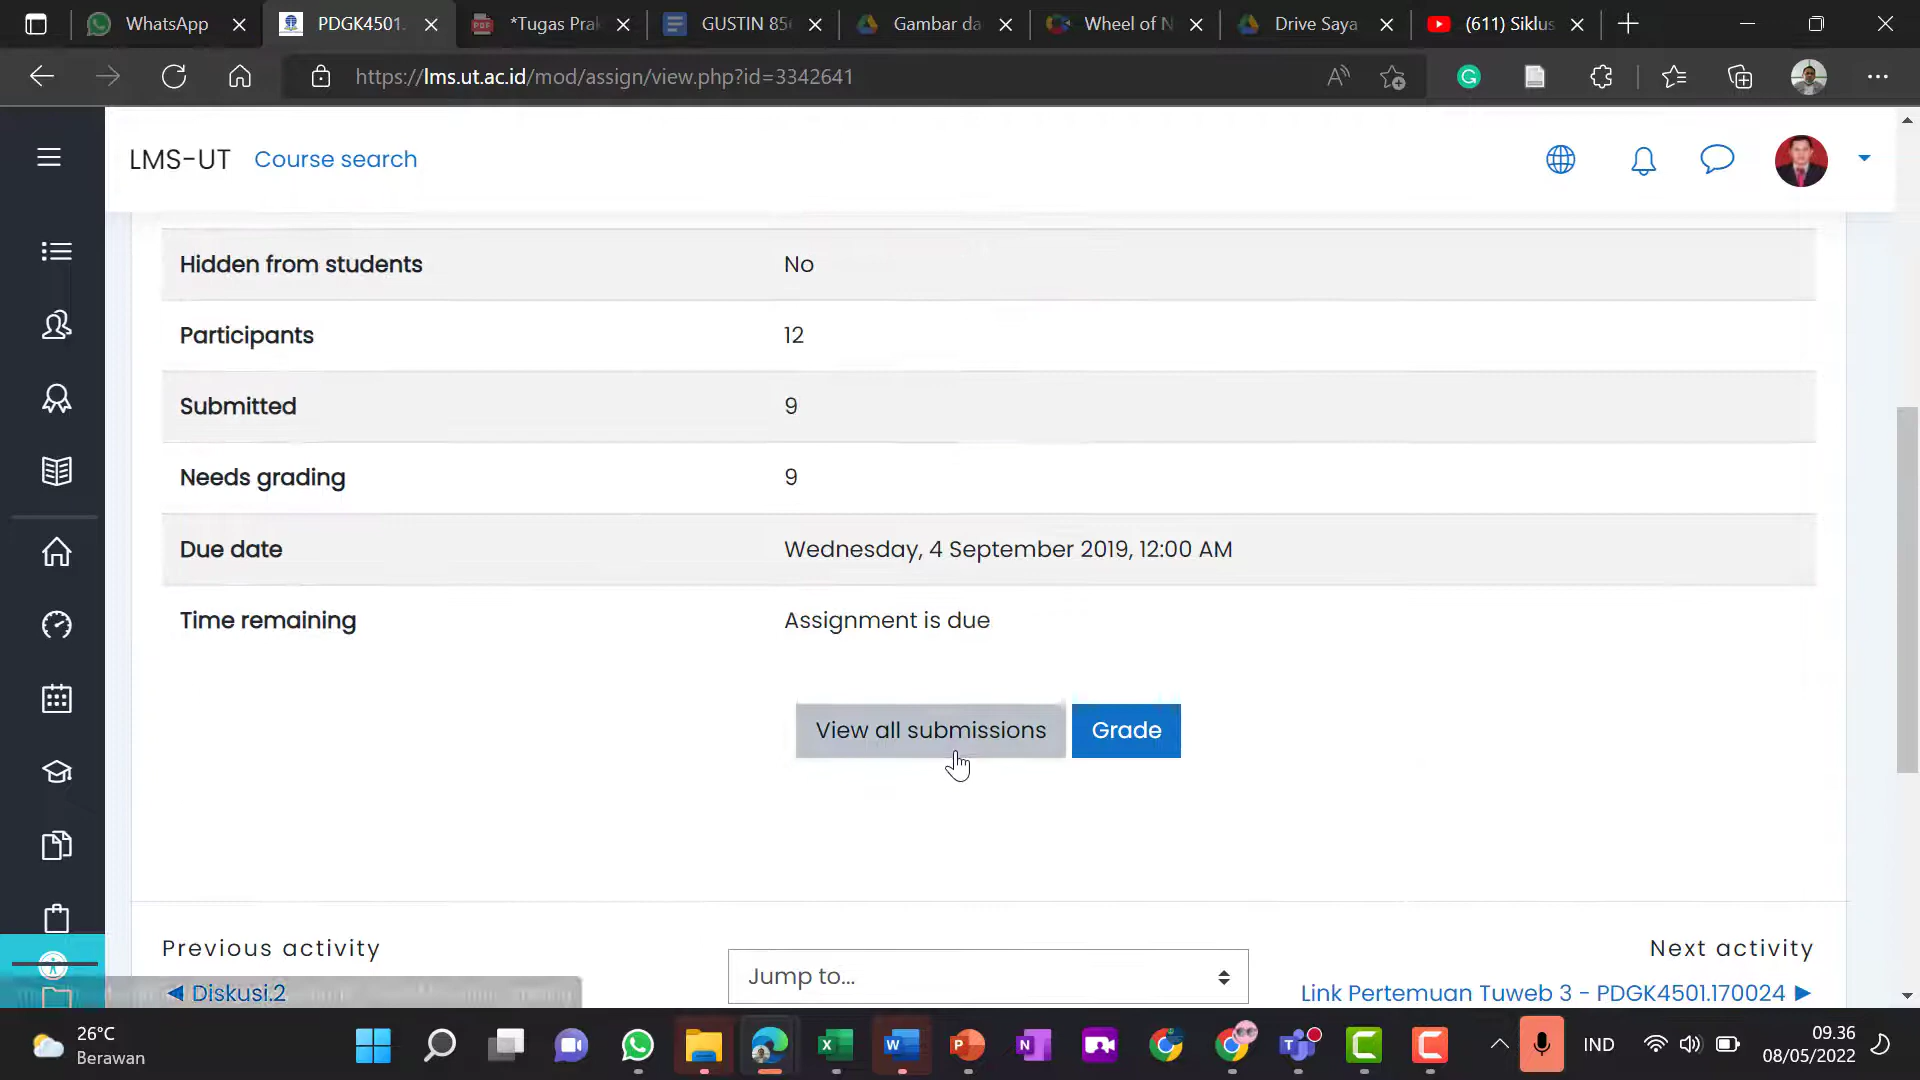 WhatsApp
PDGK4501.
*Tugas Pra
GUSTIN 85
Gambar da
Wheel of N
Drive Saya
(611) Siklus
https://lms.ut.ac.id/mod/assign/view.php?id=3342641
LMS-UT Course search
Hidden from students No
Participants 12
Submitted 9
Needs grading 9
Due date Wednesday, 4 September 2019, 12:00 AM
Time remaining Assignment is due
View all submissions Grade
Previous activity
Next activity
Jump to...
◀ Diskusi.2
Link Pertemuan Tuweb 3 - PDGK4501.170024 ▶
26°C
Berawan
IND
09.36
08/05/2022